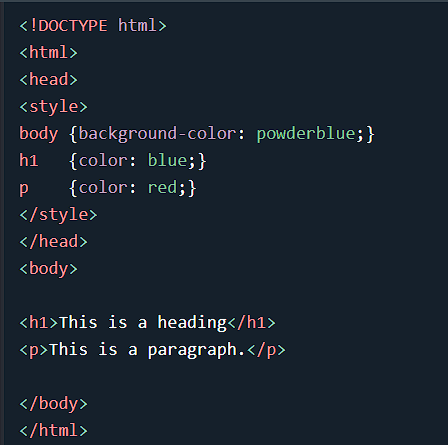 <!DOCTYPE html>
<html>
<head>
<style>
body {background-color: powderblue;}
h1   {color: blue;}
p    {color: red;}
</style>
</head>
<body>

<h1>This is a heading</h1>
<p>This is a paragraph.</p>

</body>
</html>